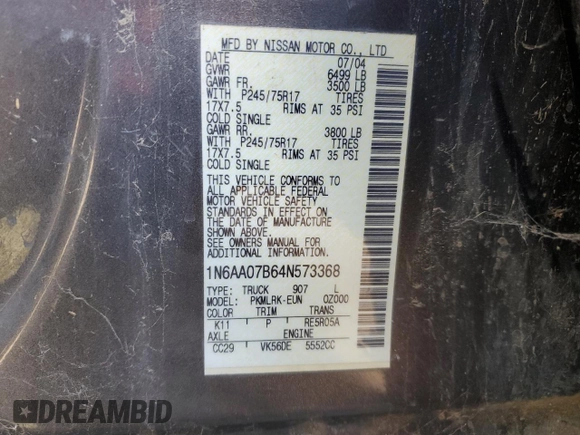 MFD BY NISSAN MOTOR CO., LTD
DATE 07/04
GVWR 6499 LB
GAWR FR. 3500 LB
WITH P245/75R17 TIRES
17X7.5 RIMS AT 35 PSI
COLD SINGLE
GAWR RR. 3800 LB
WITH P245/75R17 TIRES
17X7.5 RIMS AT 35 PSI
COLD SINGLE
THIS VEHICLE CONFORMS TO
ALL APPLICABLE FEDERAL
MOTOR VEHICLE SAFETY
STANDARDS IN EFFECT ON
THE DATE OF MANUFACTURE
SHOWN ABOVE.
SEE OWNERS MANUAL FOR
ADDITIONAL INFORMATION.
1N6AA07B64N573368
TYPE: TRUCK 907 L
MODEL: PKMLRK-EUN 0Z000
COLOR TRIM TRANS
K11 P RE5R05A
AXLE ENGINE
CC29 VK56DE 5552CC
DREAMBID